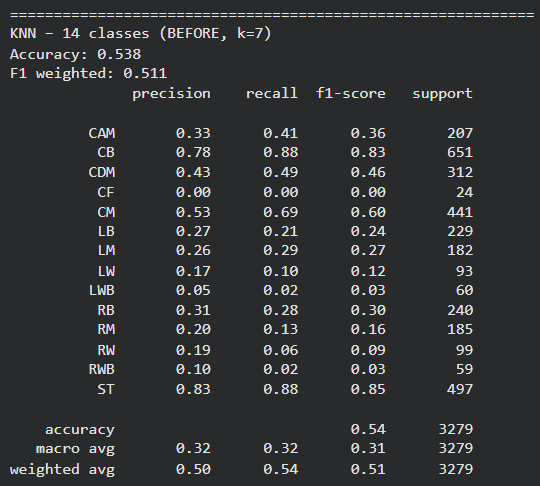 ============================================================
KNN – 14 classes (BEFORE, k=7)
Accuracy: 0.538
F1 weighted: 0.511
precision recall f1-score support
CAM 0.33 0.41 0.36 207
CB 0.78 0.88 0.83 651
CDM 0.43 0.49 0.46 312
CF 0.00 0.00 0.00 24
CM 0.53 0.69 0.60 441
LB 0.27 0.21 0.24 229
LM 0.26 0.29 0.27 182
LW 0.17 0.10 0.12 93
LWB 0.05 0.02 0.03 60
RB 0.31 0.28 0.30 240
RM 0.20 0.13 0.16 185
RW 0.19 0.06 0.09 99
RWB 0.10 0.02 0.03 59
ST 0.83 0.88 0.85 497
accuracy 0.54 3279
macro avg 0.32 0.32 0.31 3279
weighted avg 0.50 0.54 0.51 3279